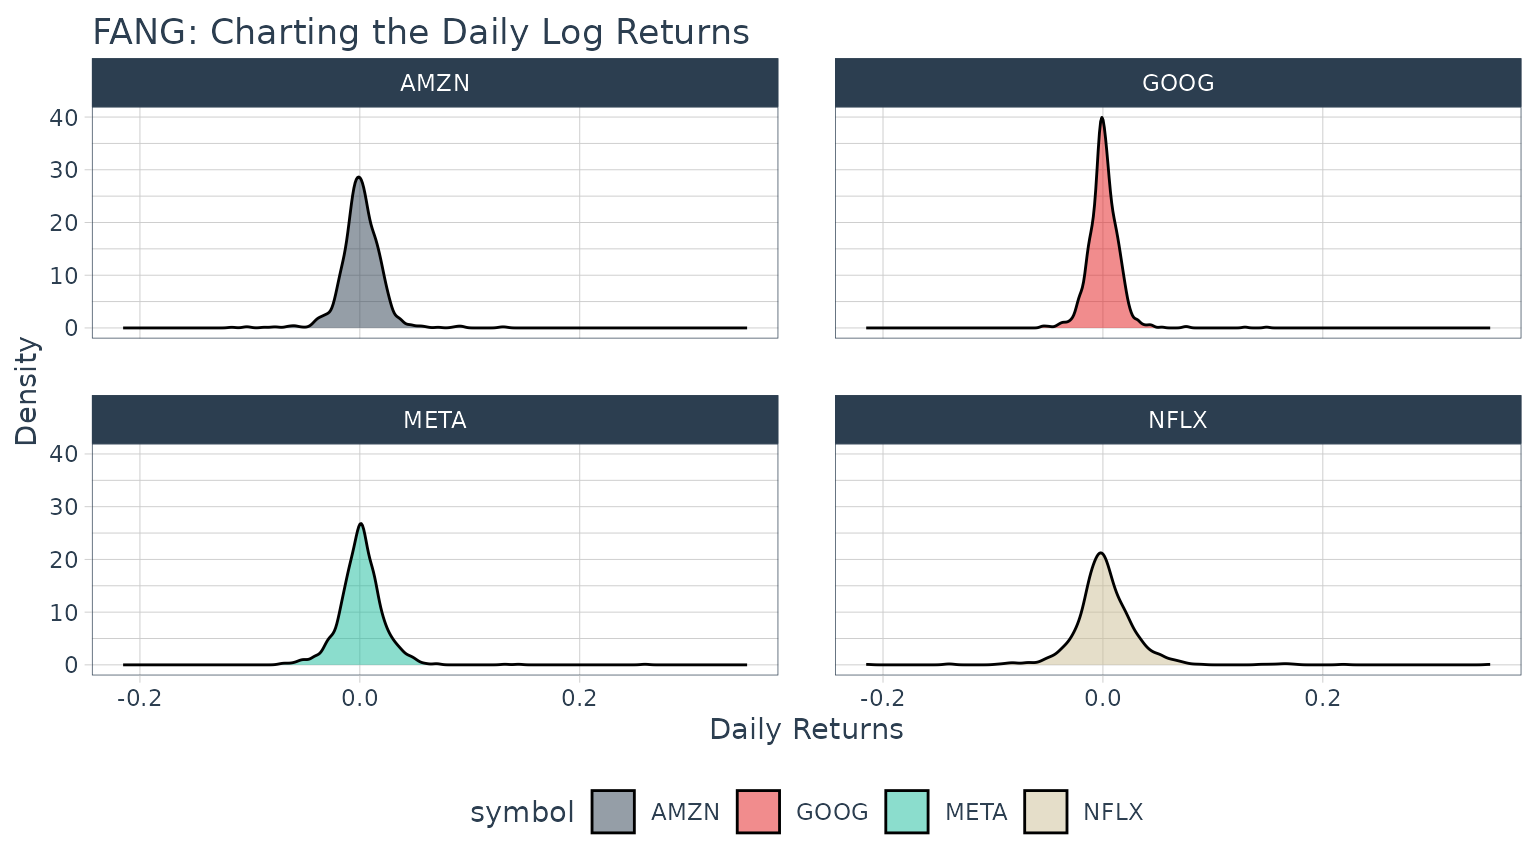 FANG: Charting the Daily Log Returns
AMZN
GOOG
40
30
20
10
0
Density
META
NFLX
40
30
20
10
0
-0.2 0.0 0.2
-0.2 0.0 0.2
Daily Returns
symbol AMZN GOOG META NFLX